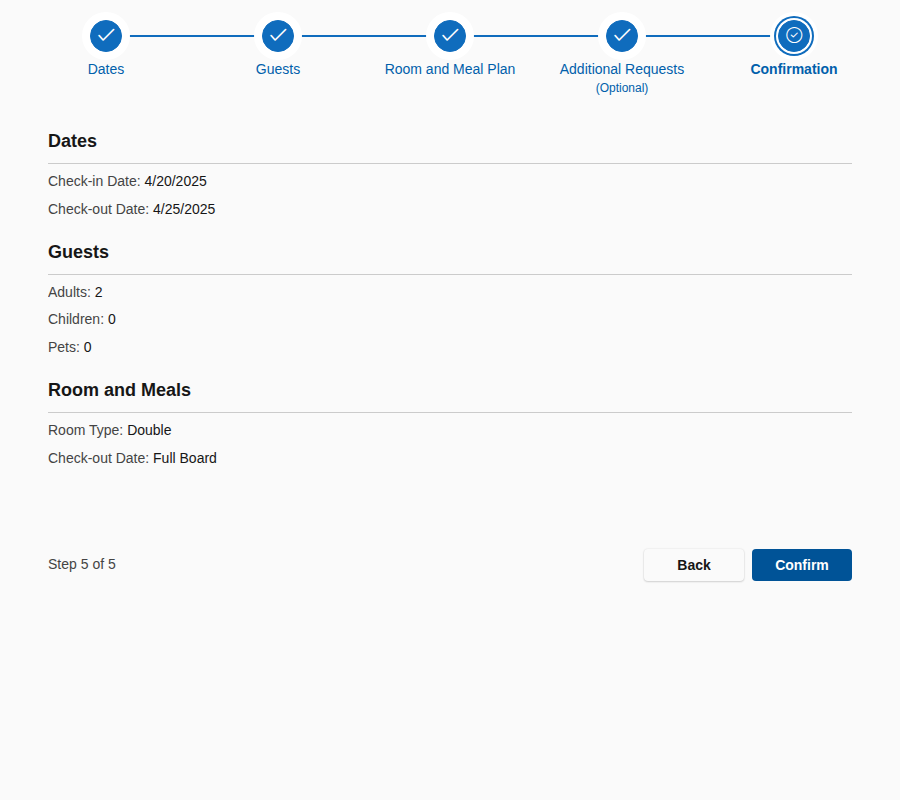 Dates
Guests
Room and Meal Plan
Additional Requests
(Optional)
Confirmation
Dates
Check-in Date: 4/20/2025
Check-out Date: 4/25/2025
Guests
Adults: 2
Children: 0
Pets: 0
Room and Meals
Room Type: Double
Check-out Date: Full Board
Step 5 of 5
Back
Confirm